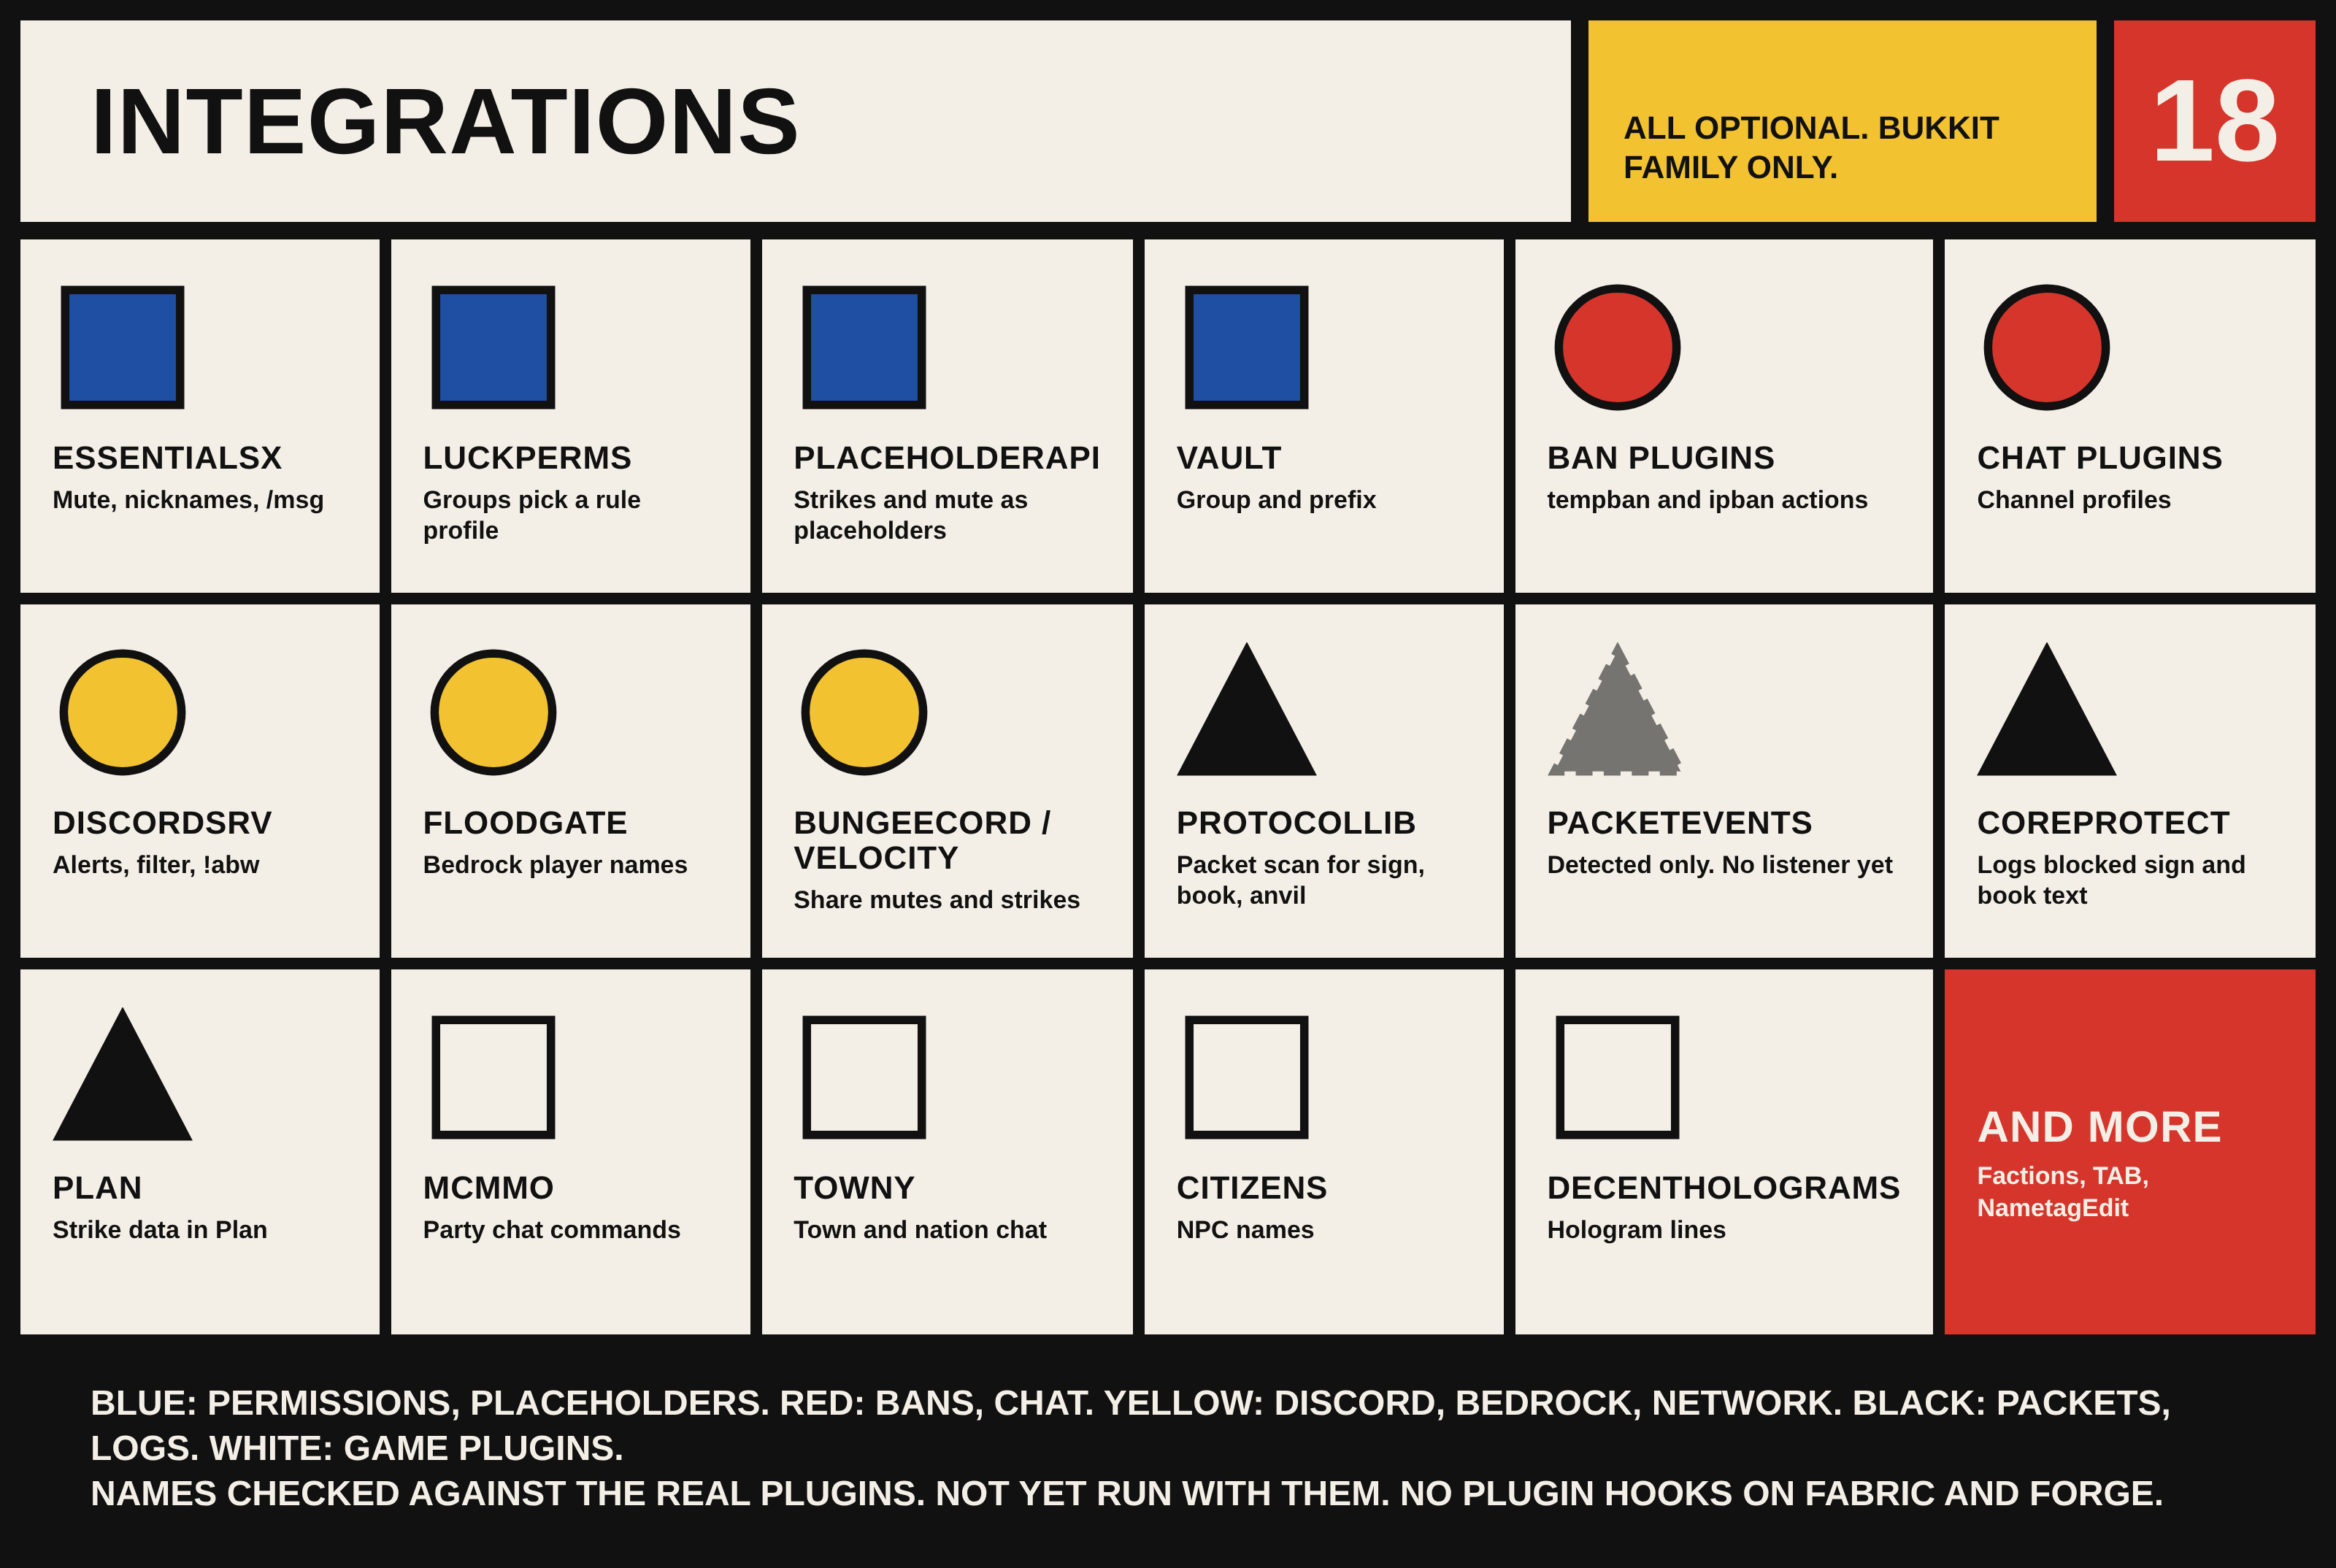 INTEGRATIONS
ALL OPTIONAL. BUKKIT
FAMILY ONLY.
18
ESSENTIALSX
Mute, nicknames, /msg
LUCKPERMS
Groups pick a rule
profile
PLACEHOLDERAPI
Strikes and mute as
placeholders
VAULT
Group and prefix
BAN PLUGINS
tempban and ipban actions
CHAT PLUGINS
Channel profiles
DISCORDSRV
Alerts, filter, !abw
FLOODGATE
Bedrock player names
BUNGEECORD /
VELOCITY
Share mutes and strikes
PROTOCOLLIB
Packet scan for sign,
book, anvil
PACKETEVENTS
Detected only. No listener yet
COREPROTECT
Logs blocked sign and
book text
PLAN
Strike data in Plan
MCMMO
Party chat commands
TOWNY
Town and nation chat
CITIZENS
NPC names
DECENTHOLOGRAMS
Hologram lines
AND MORE
Factions, TAB,
NametagEdit
BLUE: PERMISSIONS, PLACEHOLDERS. RED: BANS, CHAT. YELLOW: DISCORD, BEDROCK, NETWORK. BLACK: PACKETS,
LOGS. WHITE: GAME PLUGINS.
NAMES CHECKED AGAINST THE REAL PLUGINS. NOT YET RUN WITH THEM. NO PLUGIN HOOKS ON FABRIC AND FORGE.